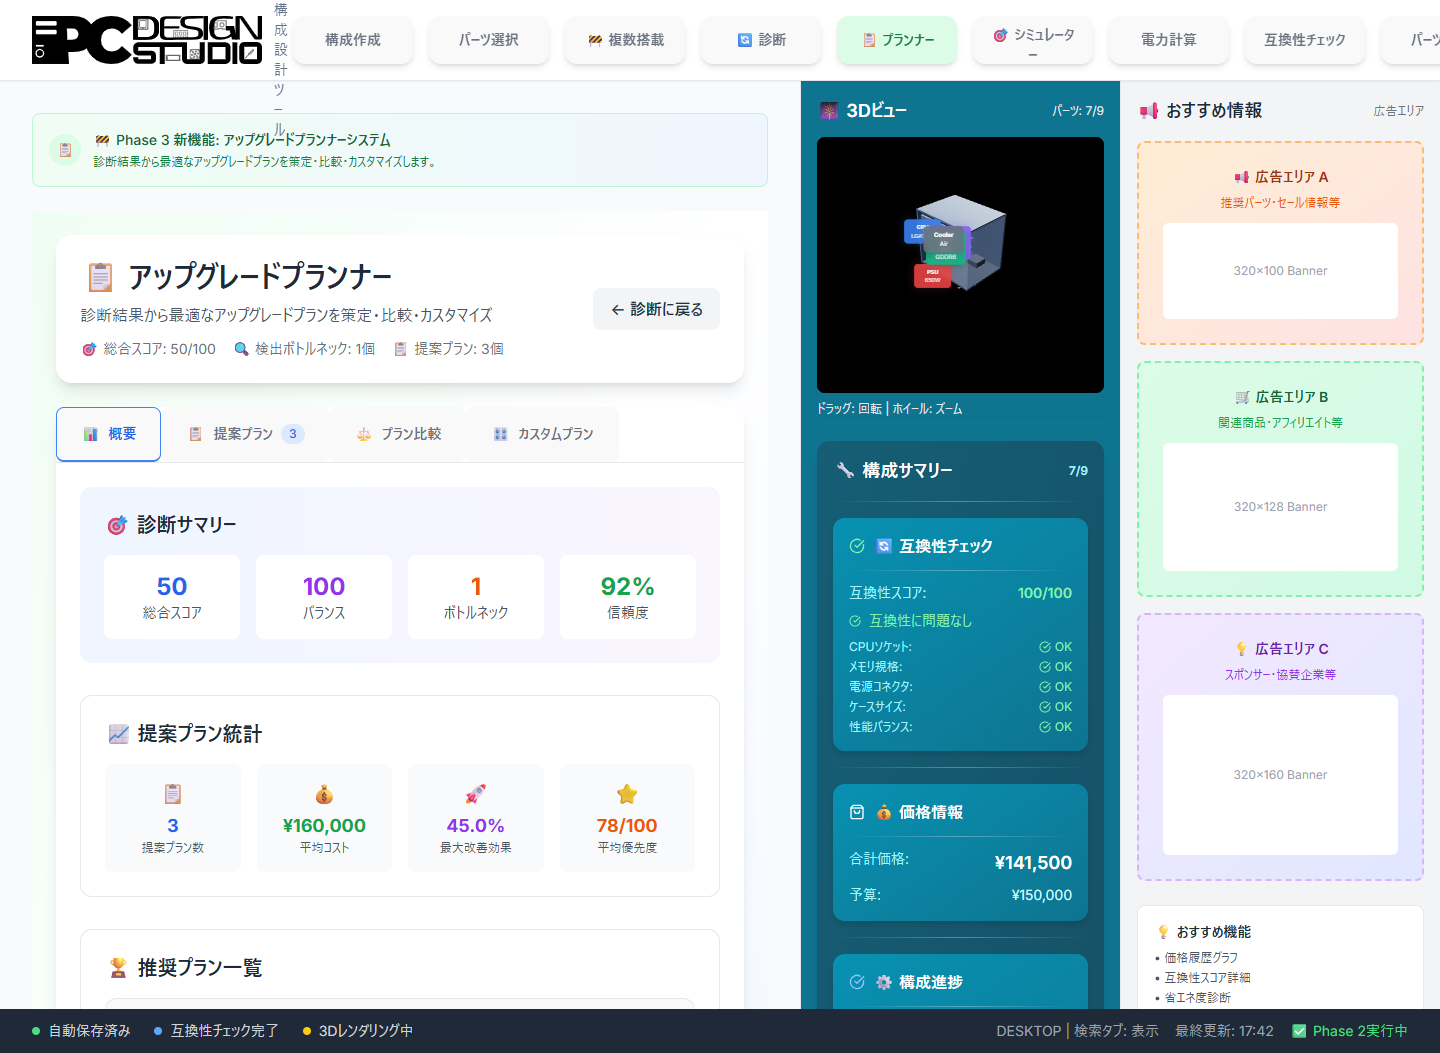 PC DESIGN STUDIO
構成設計ツール
構成作成
パーツ選択
🚧 複数搭載
🔄 診断
📋 プランナー
🎯 シミュレーター
電力計算
互換性チェック
パーツ
🚧 Phase 3 新機能: アップグレードプランナーシステム
診断結果から最適なアップグレードプランを策定・比較・カスタマイズします。
📋 アップグレードプランナー
診断結果から最適なアップグレードプランを策定・比較・カスタマイズ
🎯 総合スコア: 50/100 🔍 検出ボトルネック: 1個 📋 提案プラン: 3個
← 診断に戻る
📊 概要
📋 提案プラン 3
⚖️ プラン比較
🎛️ カスタムプラン
🎯 診断サマリー
50
総合スコア
100
バランス
1
ボトルネック
92%
信頼度
📈 提案プラン統計
📋
3
提案プラン数
💰
¥160,000
平均コスト
🚀
45.0%
最大改善効果
⭐
78/100
平均優先度
🏆 推奨プラン一覧
🎆 3Dビュー
パーツ: 7/9
Cooler
Air
GDDR6
PSU
650W
ドラッグ: 回転 | ホイール: ズーム
🔧 構成サマリー
7/9
🔄 互換性チェック
互換性スコア: 100/100
互換性に問題なし
CPUソケット: OK
メモリ規格: OK
電源コネクタ: OK
ケースサイズ: OK
性能バランス: OK
💰 価格情報
合計価格: ¥141,500
予算: ¥150,000
⚙️ 構成進捗
📢 おすすめ情報
広告エリア
📢 広告エリア A
推奨パーツ・セール情報等
320×100 Banner
🛒 広告エリア B
関連商品・アフィリエイト等
320×128 Banner
💡 広告エリア C
スポンサー・協賛企業等
320×160 Banner
💡 おすすめ機能
• 価格履歴グラフ
• 互換性スコア詳細
• 省エネ度診断
自動保存済み
互換性チェック完了
3Dレンダリング中
DESKTOP | 検索タブ: 表示
最終更新: 17:42
✅ Phase 2実行中